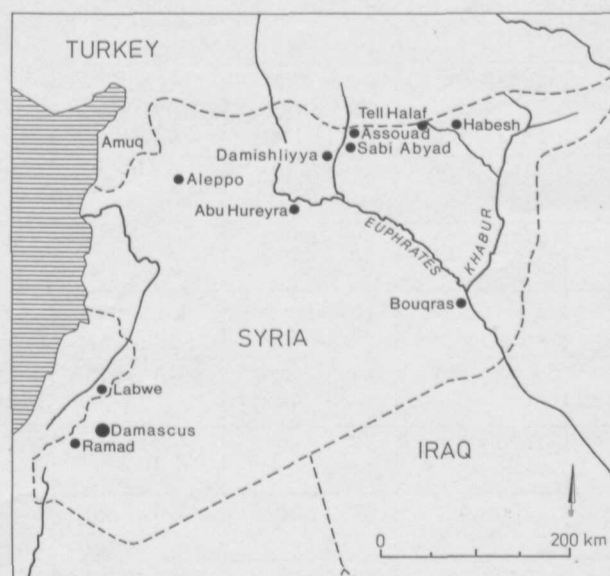 TURKEY
Amuq
Tell Halaf
Habesh
Assouad
Sabi Abyad
Damishliyya
Aleppo
Abu Hureyra
EUPHRATES
KHABUR
Bouqras
SYRIA
Labwe
Damascus
Ramad
IRAQ
0
200 km